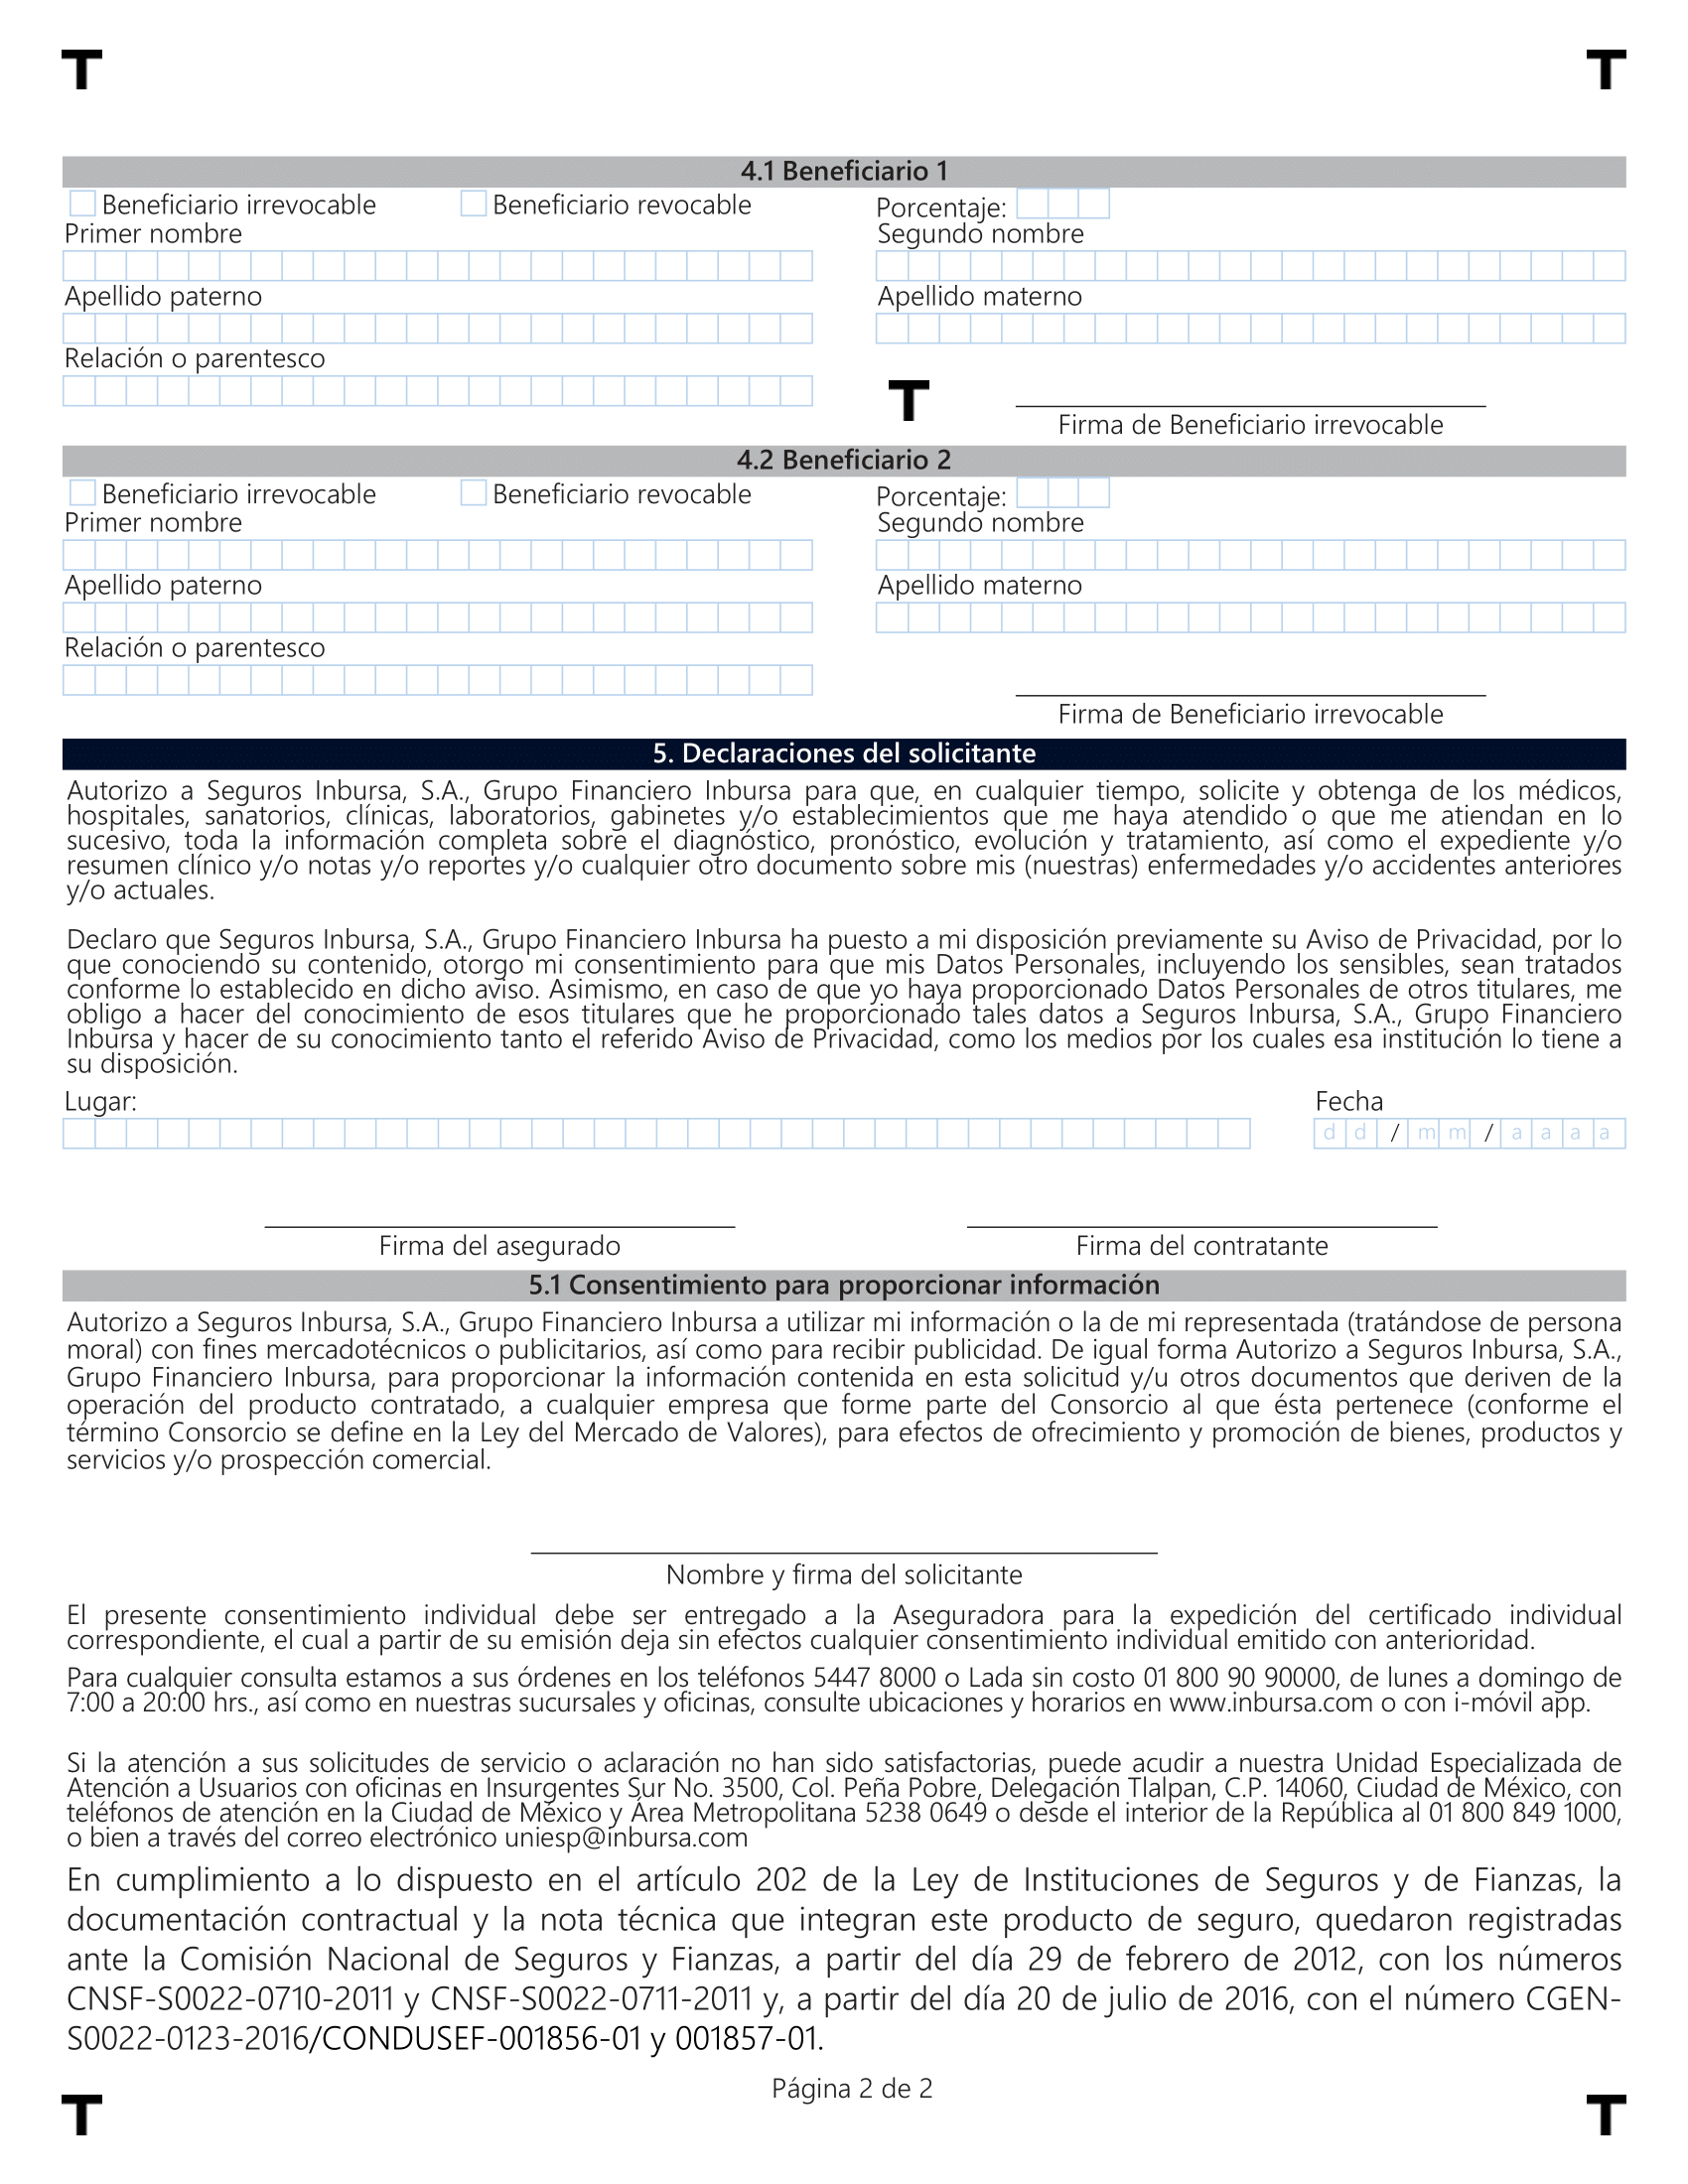 T T
4.1 Beneficiario 1
Beneficiario irrevocable Beneficiario revocable Porcentaje:
Primer nombre Segundo nombre
Apellido paterno Apellido materno
Relación o parentesco
T
Firma de Beneficiario irrevocable
4.2 Beneficiario 2
Beneficiario irrevocable Beneficiario revocable Porcentaje:
Primer nombre Segundo nombre
Apellido paterno Apellido materno
Relación o parentesco
Firma de Beneficiario irrevocable
5. Declaraciones del solicitante
Autorizo a Seguros Inbursa, S.A., Grupo Financiero Inbursa para que, en cualquier tiempo, solicite y obtenga de los médicos,
hospitales, sanatorios, clínicas, laboratorios, gabinetes y/o establecimientos que me haya atendido o que me atiendan en lo
sucesivo, toda la información completa sobre el diagnóstico, pronóstico, evolución y tratamiento, así como el expediente y/o
resumen clínico y/o notas y/o reportes y/o cualquier otro documento sobre mis (nuestras) enfermedades y/o accidentes anteriores
y/o actuales.
Declaro que Seguros Inbursa, S.A., Grupo Financiero Inbursa ha puesto a mi disposición previamente su Aviso de Privacidad, por lo
que conociendo su contenido, otorgo mi consentimiento para que mis Datos Personales, incluyendo los sensibles, sean tratados
conforme lo establecido en dicho aviso. Asimismo, en caso de que yo haya proporcionado Datos Personales de otros titulares, me
obligo a hacer del conocimiento de esos titulares que he proporcionado tales datos a Seguros Inbursa, S.A., Grupo Financiero
Inbursa y hacer de su conocimiento tanto el referido Aviso de Privacidad, como los medios por los cuales esa institución lo tiene a
su disposición.
Lugar: Fecha
d d / m m / a a a a
Firma del asegurado Firma del contratante
5.1 Consentimiento para proporcionar información
Autorizo a Seguros Inbursa, S.A., Grupo Financiero Inbursa a utilizar mi información o la de mi representada (tratándose de persona
moral) con fines mercadotécnicos o publicitarios, así como para recibir publicidad. De igual forma Autorizo a Seguros Inbursa, S.A.,
Grupo Financiero Inbursa, para proporcionar la información contenida en esta solicitud y/u otros documentos que deriven de la
operación del producto contratado, a cualquier empresa que forme parte del Consorcio al que ésta pertenece (conforme el
término Consorcio se define en la Ley del Mercado de Valores), para efectos de ofrecimiento y promoción de bienes, productos y
servicios y/o prospección comercial.
Nombre y firma del solicitante
El presente consentimiento individual debe ser entregado a la Aseguradora para la expedición del certificado individual
correspondiente, el cual a partir de su emisión deja sin efectos cualquier consentimiento individual emitido con anterioridad.
Para cualquier consulta estamos a sus órdenes en los teléfonos 5447 8000 o Lada sin costo 01 800 90 90000, de lunes a domingo de
7:00 a 20:00 hrs., así como en nuestras sucursales y oficinas, consulte ubicaciones y horarios en www.inbursa.com o con i-móvil app.
Si la atención a sus solicitudes de servicio o aclaración no han sido satisfactorias, puede acudir a nuestra Unidad Especializada de
Atención a Usuarios con oficinas en Insurgentes Sur No. 3500, Col. Peña Pobre, Delegación Tlalpan, C.P. 14060, Ciudad de México, con
teléfonos de atención en la Ciudad de México y Área Metropolitana 5238 0649 o desde el interior de la República al 01 800 849 1000,
o bien a través del correo electrónico uniesp@inbursa.com
En cumplimiento a lo dispuesto en el artículo 202 de la Ley de Instituciones de Seguros y de Fianzas, la
documentación contractual y la nota técnica que integran este producto de seguro, quedaron registradas
ante la Comisión Nacional de Seguros y Fianzas, a partir del día 29 de febrero de 2012, con los números
CNSF-S0022-0710-2011 y CNSF-S0022-0711-2011 y, a partir del día 20 de julio de 2016, con el número CGEN-
S0022-0123-2016/CONDUSEF-001856-01 y 001857-01.
Página 2 de 2
T T